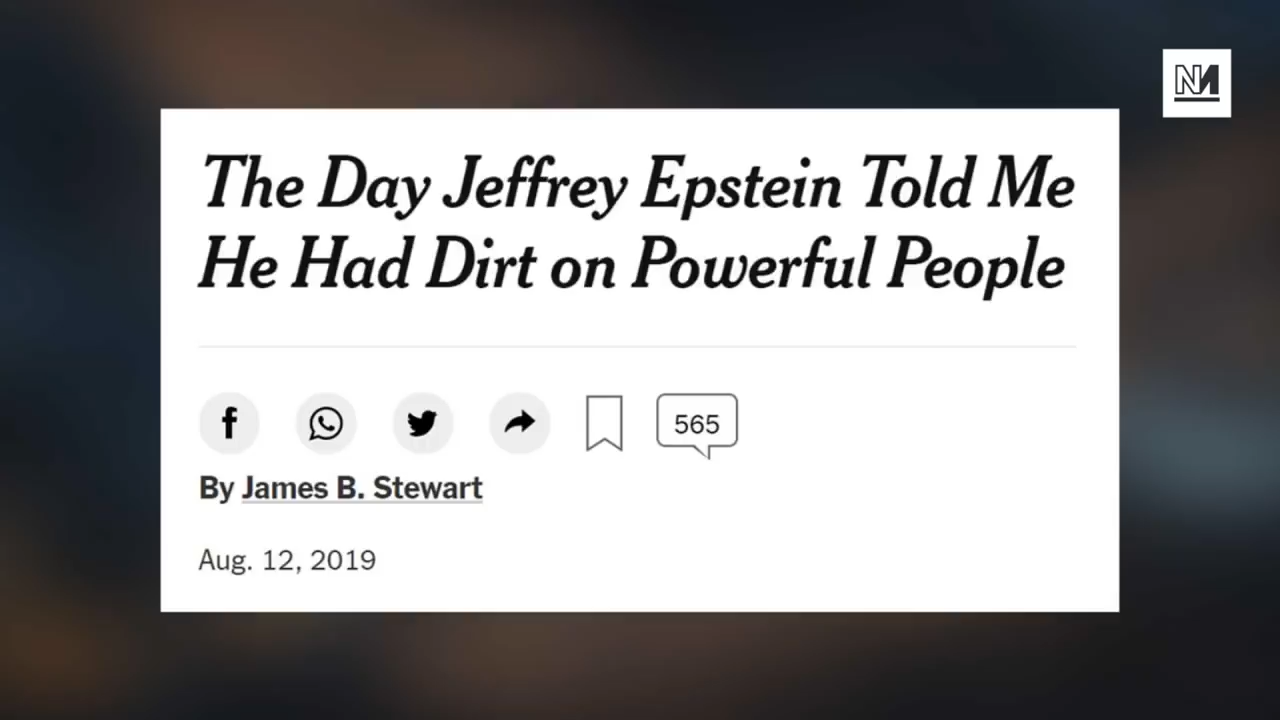 NM
The Day Jeffrey Epstein Told Me
He Had Dirt on Powerful People
565
By James B. Stewart
Aug. 12, 2019